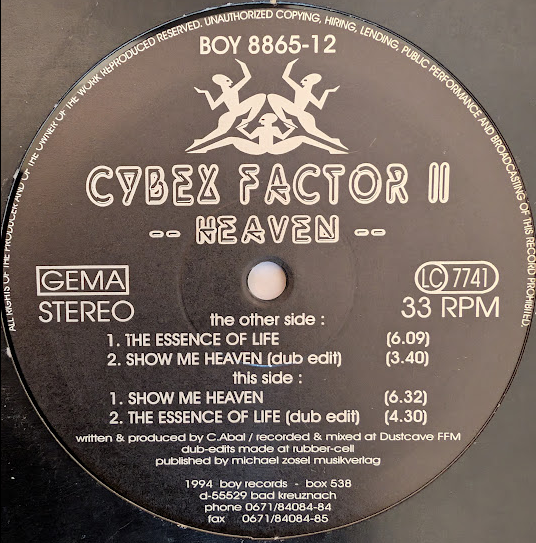 ALL RIGHTS OF THE PRODUCER AND OF THE OWNER OF THE WORK REPRODUCED RESERVED. UNAUTHORIZED COPYING, HIRING, LENDING, PUBLIC PERFORMANCE AND BROADCASTING OF THIS RECORD PROHIBITED.
BOY 8865-12
CYBEX FACTOR II
-- HEAVEN --
GEMA
STEREO
LC 7741
33 RPM
the other side :
1. THE ESSENCE OF LIFE (6.09)
2. SHOW ME HEAVEN (dub edit) (3.40)
this side :
1. SHOW ME HEAVEN (6.32)
2. THE ESSENCE OF LIFE (dub edit) (4.30)
written & produced by C.Abal / recorded & mixed at Dustcave FFM
dub-edits made at rubber-cell
published by michael zosel musikverlag
1994 boy records - box 538
d-55529 bad kreuznach
phone 0671/84084-84
fax 0671/84084-85